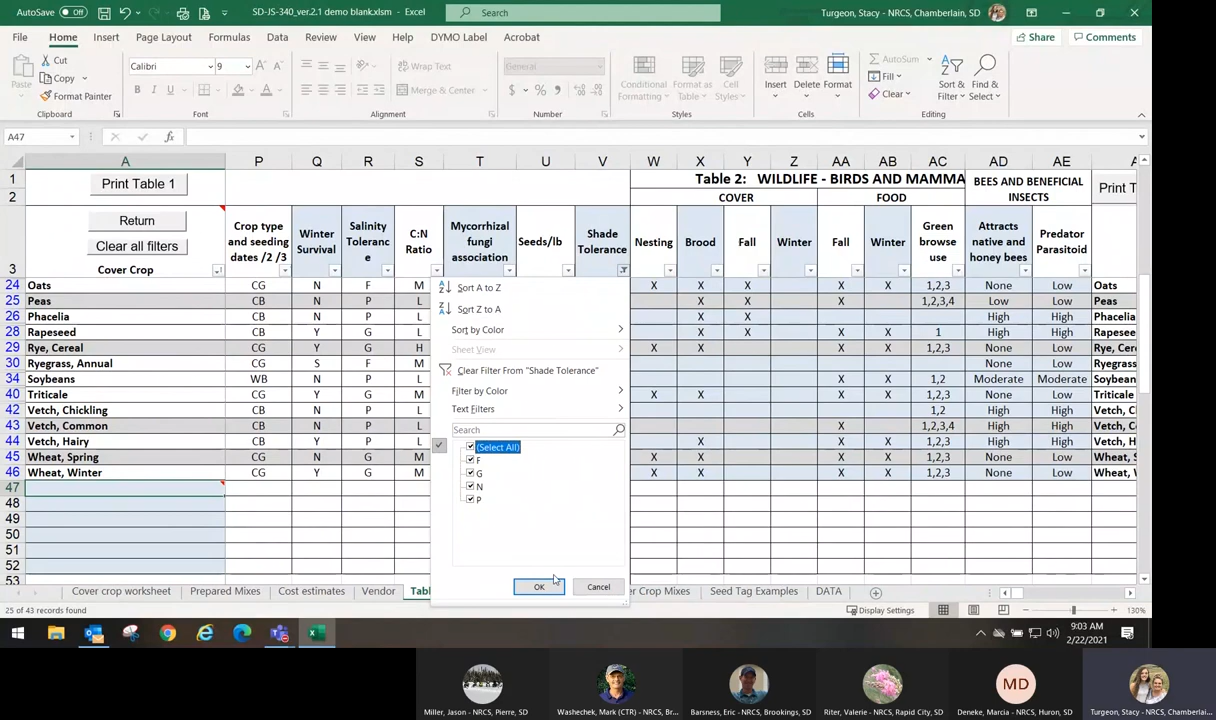 AutoSave Off SD-JS-340_ver.2.1 demo blank.xlsm - Excel Search Turgeon, Stacy - NRCS, Chamberlain, SD
File Home Insert Page Layout Formulas Data Review View Help DYMO Label Acrobat Share Comments
Paste Cut Copy Format Painter Calibri 9 Wrap Text Merge & Center General Conditional Formatting Format as Table Cell Styles Insert Delete Format AutoSum Fill Clear Sort & Filter Find & Select
Clipboard Font Alignment Number Styles Cells Editing
A47 fx
A P Q R S T U V W X Y Z AA AB AC AD AE A
1 Print Table 1 Table 2: WILDLIFE - BIRDS AND MAMMA BEES AND BENEFICIAL INSECTS Print T
2 COVER FOOD
Return
Clear all filters
3 Cover Crop Crop type and seeding dates /2 /3 Winter Survival Salinity Toleranc e C:N Ratio Mycorrhizal fungi association Seeds/lb Shade Tolerance Nesting Brood Fall Winter Fall Winter Green browse use Attracts native and honey bees Predator Parasitoid
24 Oats CG N F M X X X X X 1,2,3 None Low Oats
25 Peas CB N P L X X X X 1,2,3,4 Low Low Peas
26 Phacelia CB N P L X X High High Phaceli
28 Rapeseed CB Y G L X X X X 1 High High Rapese
29 Rye, Cereal CG Y G H X X X X X 1,2,3 None Low Rye, Cer
30 Ryegrass, Annual CG S F M None Low Ryegras
34 Soybeans WB N P L X X 1,2 Moderate Moderate Soybean
40 Triticale CG Y G M X X X X 1,2,3 None Low Triticale
42 Vetch, Chickling CB N P L 1,2 High High Vetch, C
43 Vetch, Common CB N P L X 1,2,3 High High Vetch, C
44 Vetch, Hairy CB Y P L X X X 1,2,3 High High Vetch, H
45 Wheat, Spring CG N G M X X X X 1,2,3 None Low Wheat, S
46 Wheat, Winter CG Y G M X X X X 1,2,3 None Low Wheat, W
47
48
49
50
51
52
53
Sort A to Z
Sort Z to A
Sort by Color
Sheet View
Clear Filter From "Shade Tolerance"
Filter by Color
Text Filters
Search
(Select All)
F
G
N
P
OK Cancel
Cover crop worksheet Prepared Mixes Cost estimates Vendor Tabl er Crop Mixes Seed Tag Examples DATA
25 of 43 records found Display Settings 130%
9:03 AM
2/22/2021
MD
Miller, Jason - NRCS, Pierre, SD Washechek, Mark (CTR) - NRCS, Br... Barsness, Eric - NRCS, Brookings, SD Riter, Valerie - NRCS, Rapid City, SD Deneke, Marcia - NRCS, Huron, SD Turgeon, Stacy - NRCS, Chamberlai...